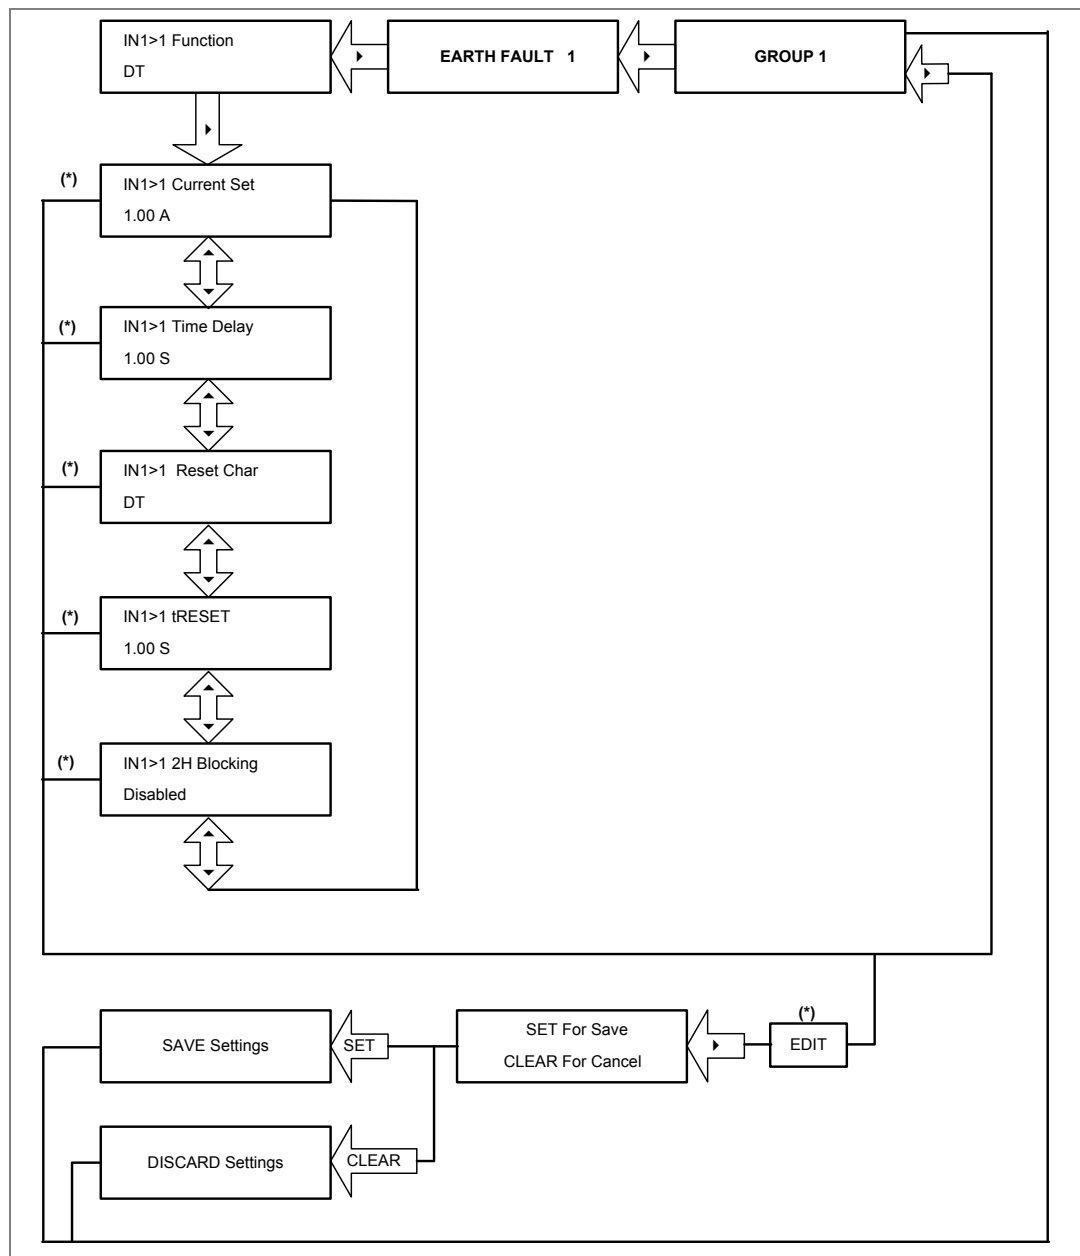 IN1>1 Function
DT
EARTH FAULT 1
GROUP 1
(*)
IN1>1 Current Set
1.00 A
(*)
IN1>1 Time Delay
1.00 S
(*)
IN1>1 Reset Char
DT
(*)
IN1>1 tRESET
1.00 S
(*)
IN1>1 2H Blocking
Disabled
SAVE Settings
SET
SET For Save
CLEAR For Cancel
(*)
EDIT
DISCARD Settings
CLEAR